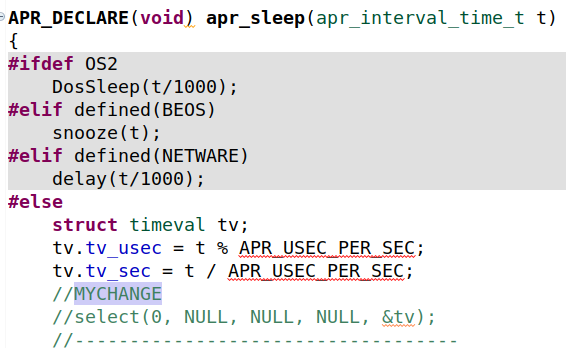 APR_DECLARE(void) apr_sleep(apr_interval_time_t t)
{
#ifdef OS2
    DosSleep(t/1000);
#elif defined(BEOS)
    snooze(t);
#elif defined(NETWARE)
    delay(t/1000);
#else
    struct timeval tv;
    tv.tv_usec = t % APR_USEC_PER_SEC;
    tv.tv_sec = t / APR_USEC_PER_SEC;
    //MYCHANGE
    //select(0, NULL, NULL, NULL, &tv);
    //-----------------------------------